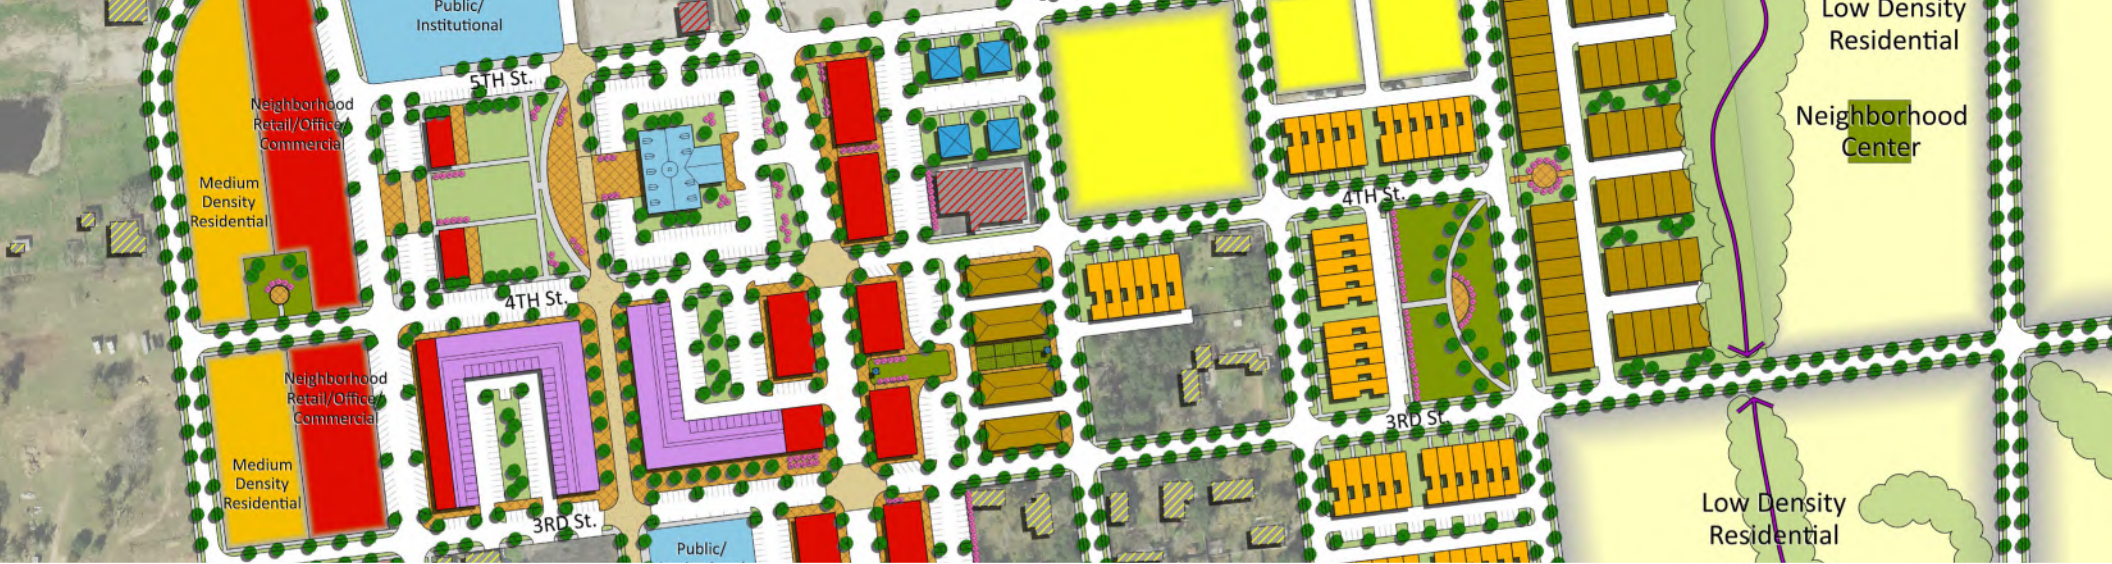 Public/
Institutional
Low Density
Residential
5TH St.
Neighborhood
Retail/Office/
Commercial
Neighborhood
Center
Medium
Density
Residential
4TH St.
4TH St.
Neighborhood
Retail/Office/
Commercial
3RD St.
Medium
Density
Residential
Low Density
Residential
3RD St.
Public/